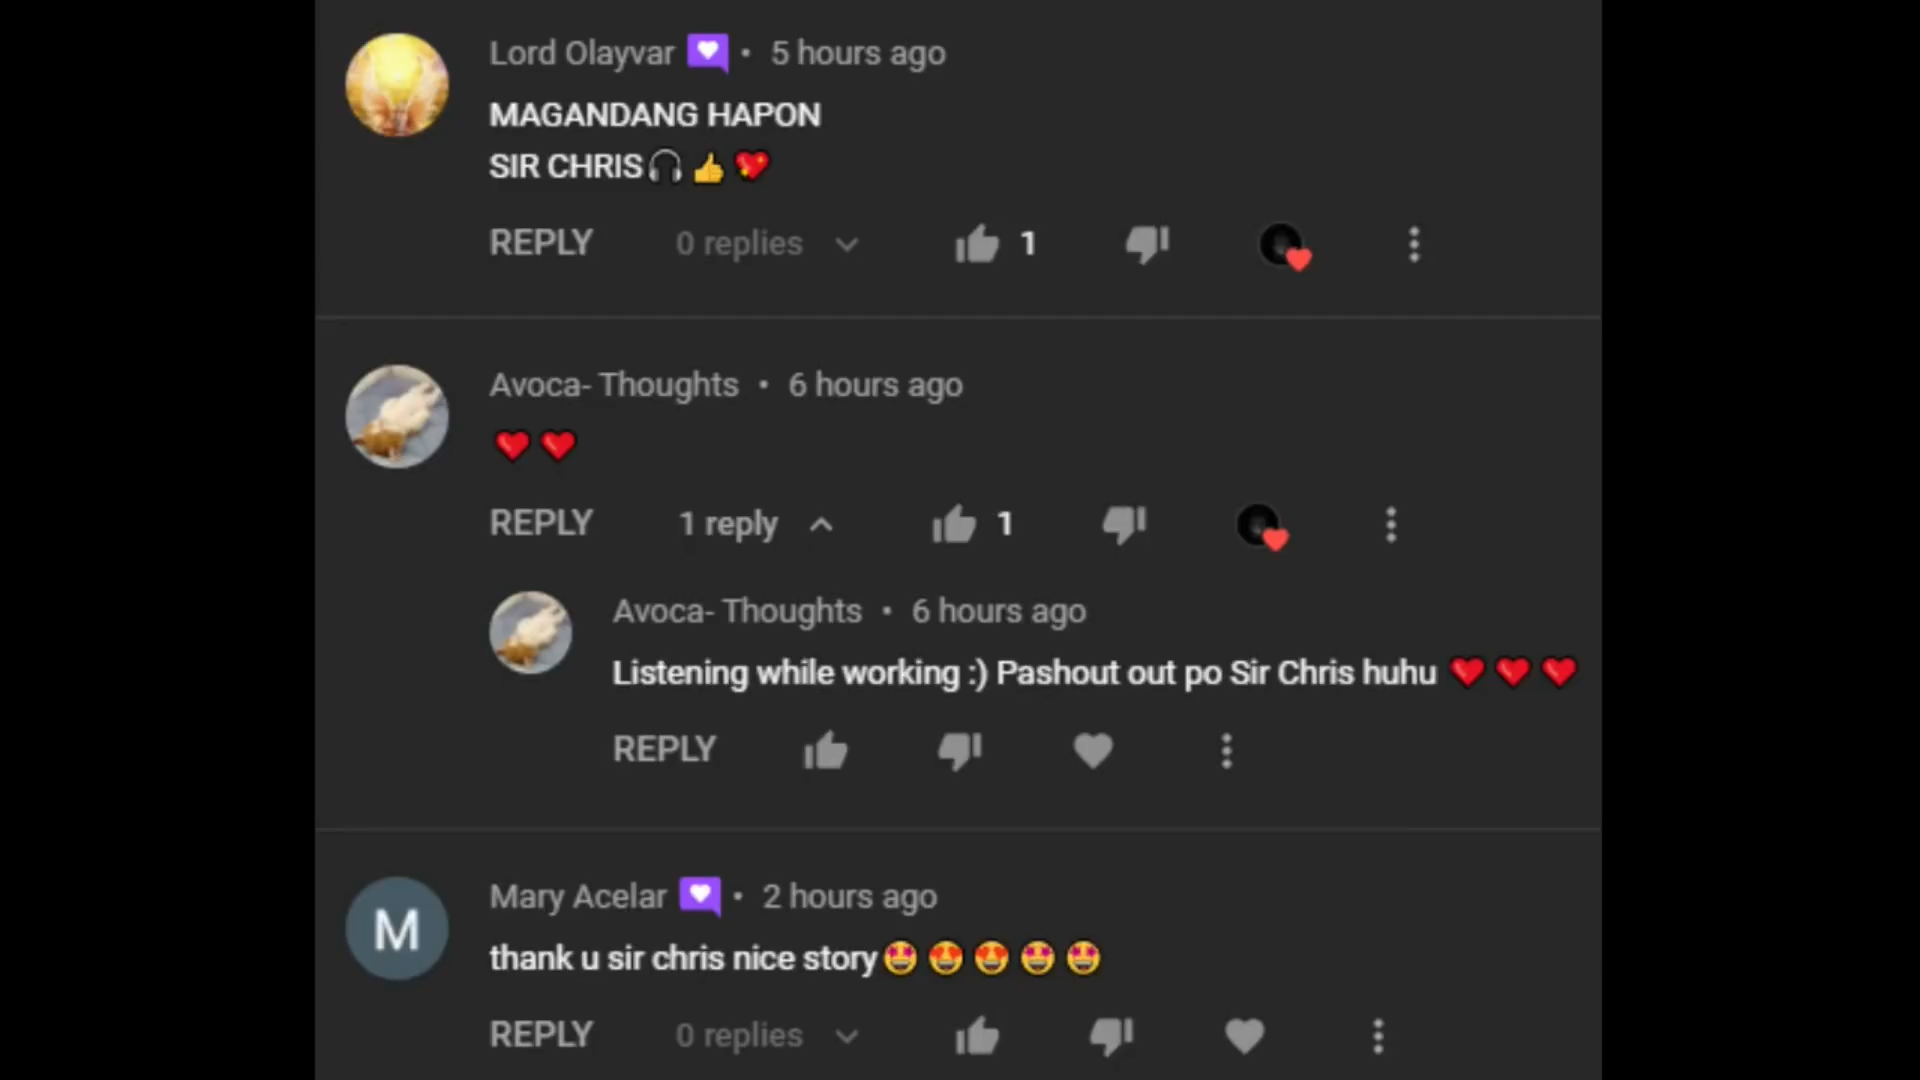 Lord Olayvar • 5 hours ago
MAGANDANG HAPON
SIR CHRIS🎧👍💖
REPLY 0 replies 1
Avoca- Thoughts • 6 hours ago
❤️❤️
REPLY 1 reply 1
Avoca- Thoughts • 6 hours ago
Listening while working :) Pashout out po Sir Chris huhu ❤️❤️❤️
REPLY
M
Mary Acelar • 2 hours ago
thank u sir chris nice story🤩😍😍🤩🤩
REPLY 0 replies